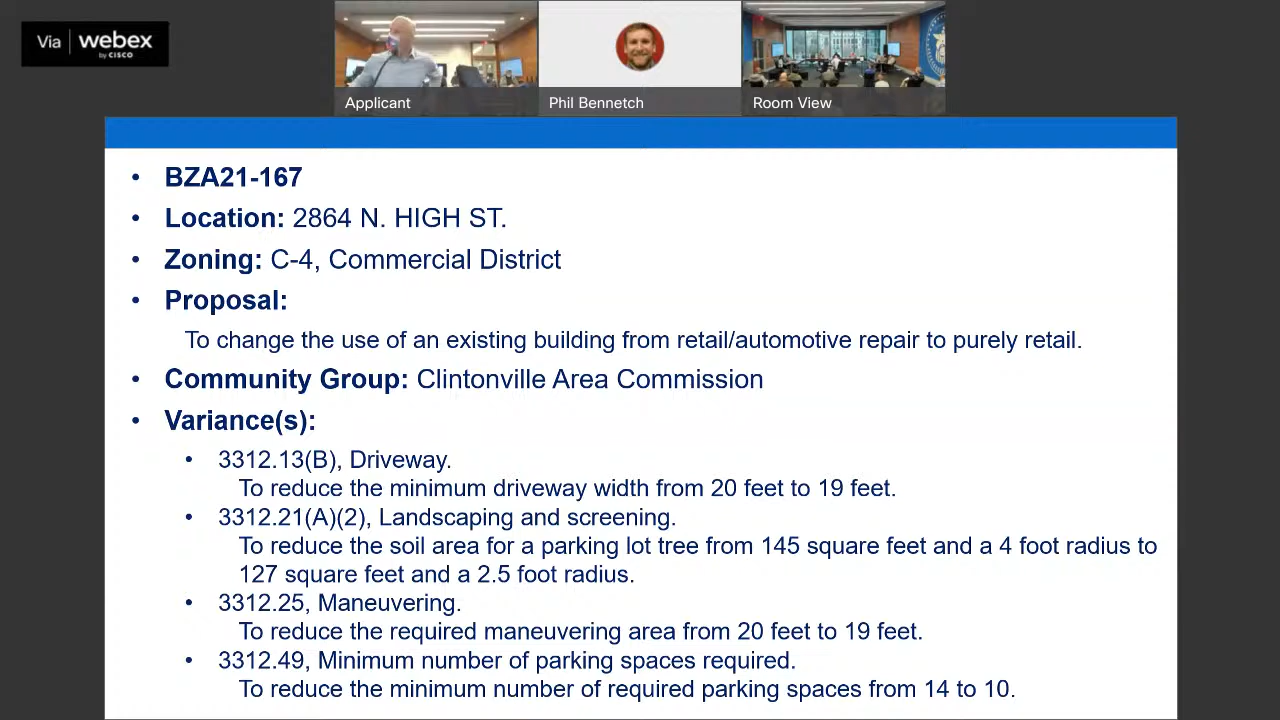 Via | webex
by CISCO
Applicant
Phil Bennetch
Room View
• BZA21-167
• Location: 2864 N. HIGH ST.
• Zoning: C-4, Commercial District
• Proposal:
To change the use of an existing building from retail/automotive repair to purely retail.
• Community Group: Clintonville Area Commission
• Variance(s):
• 3312.13(B), Driveway.
To reduce the minimum driveway width from 20 feet to 19 feet.
• 3312.21(A)(2), Landscaping and screening.
To reduce the soil area for a parking lot tree from 145 square feet and a 4 foot radius to
127 square feet and a 2.5 foot radius.
• 3312.25, Maneuvering.
To reduce the required maneuvering area from 20 feet to 19 feet.
• 3312.49, Minimum number of parking spaces required.
To reduce the minimum number of required parking spaces from 14 to 10.